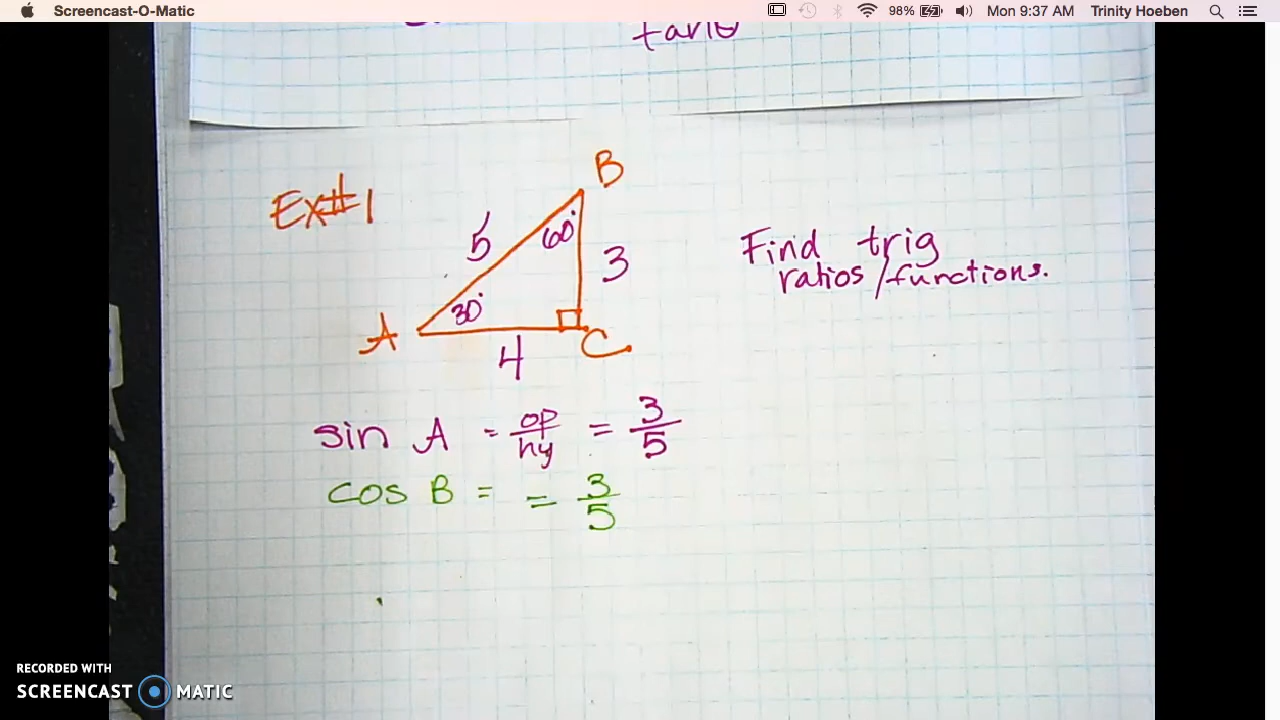 Screencast-O-Matic
98%
Mon 9:37 AM
Trinity Hoeben
tanθ
Ex#1
B
5
60°
3
Find trig
ratios/functions.
A
30°
C
4
sin A = op/hy = 3/5
cos B = = 3/5
RECORDED WITH
SCREENCAST MATIC